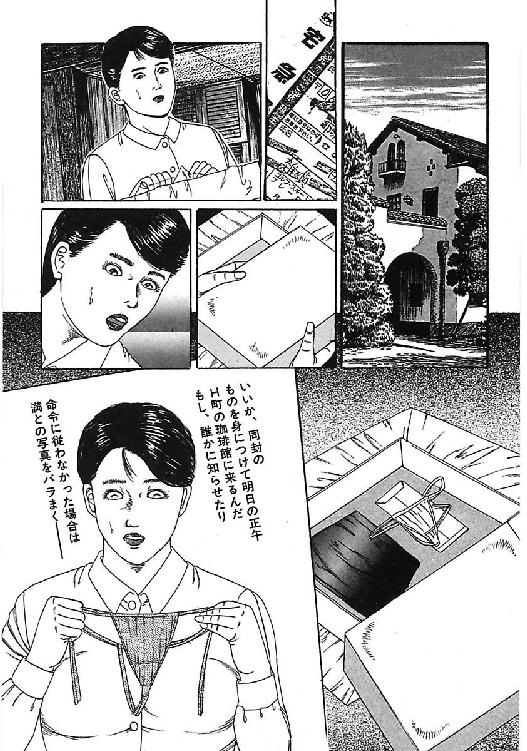 宅急
いいか、同封の
ものを身につけて明日の正午
H町の珈琲館に来るんだ
もし、誰かに知らせたり
命令に従わなかった場合は
満との写真をバラまく――